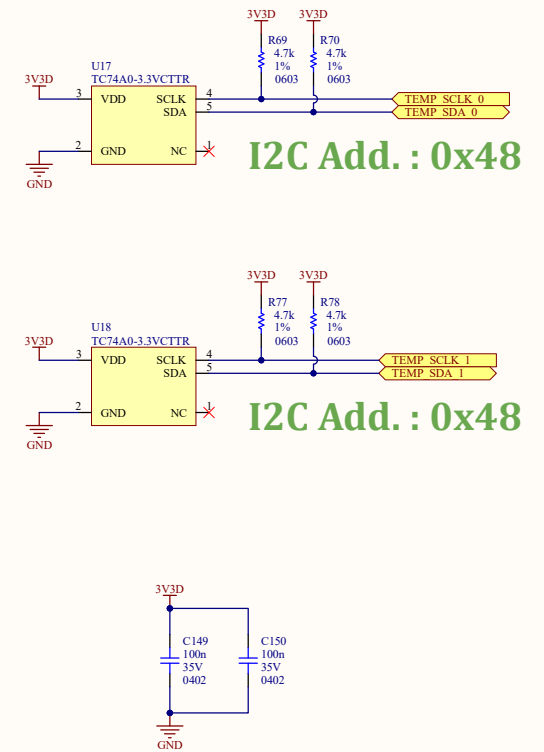 3V3D 3V3D
R69 R70
4.7k 4.7k
1% 1%
0603 0603
U17
TC74A0-3.3VCTTR
3V3D
3 VDD SCLK 4 TEMP_SCLK_0
SDA 5 TEMP_SDA_0
2 GND NC 1
GND
I2C Add. : 0x48
3V3D 3V3D
R77 R78
4.7k 4.7k
1% 1%
0603 0603
U18
TC74A0-3.3VCTTR
3V3D
3 VDD SCLK 4 TEMP_SCLK_1
SDA 5 TEMP_SDA_1
2 GND NC 1
GND
I2C Add. : 0x48
3V3D
C149 C150
100n 100n
35V 35V
0402 0402
GND